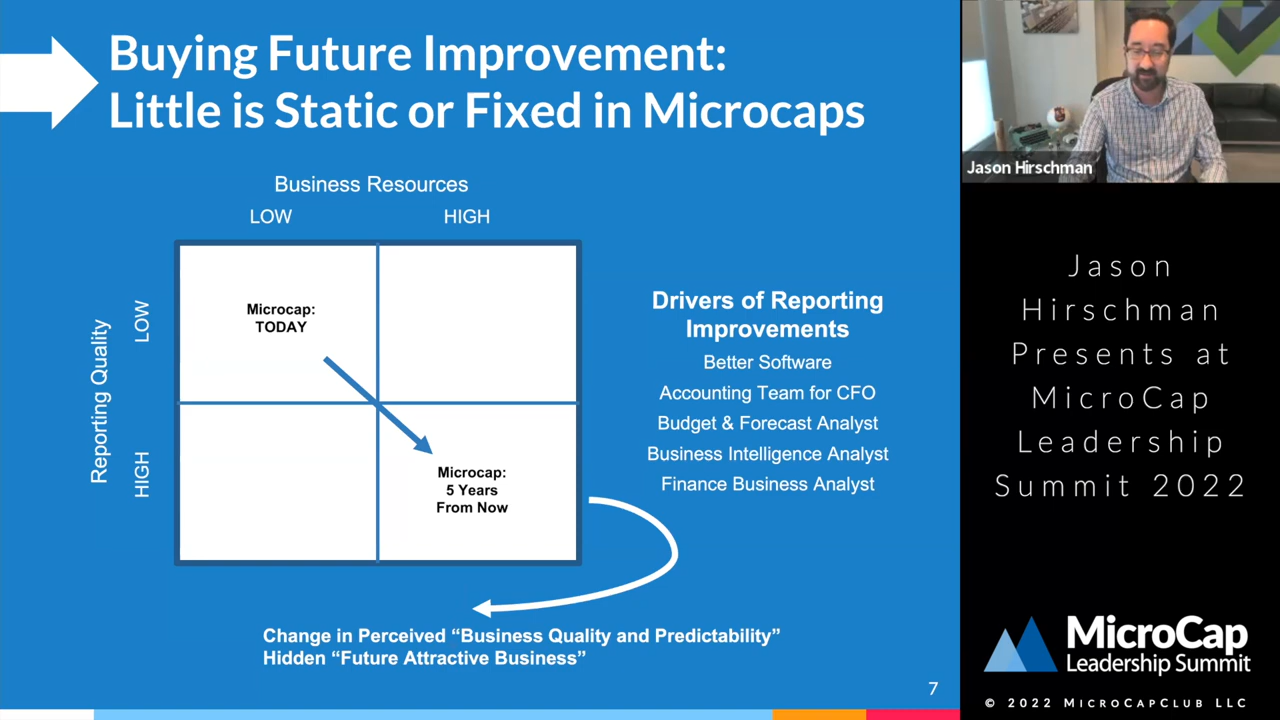 Buying Future Improvement:
Little is Static or Fixed in Microcaps
Business Resources
LOW
HIGH
Reporting Quality
LOW
HIGH
Microcap:
TODAY
Microcap:
5 Years
From Now
Drivers of Reporting
Improvements
Better Software
Accounting Team for CFO
Budget & Forecast Analyst
Business Intelligence Analyst
Finance Business Analyst
Change in Perceived “Business Quality and Predictability”
Hidden “Future Attractive Business”
7
Jason Hirschman
Jason
Hirschman
Presents at
MicroCap
Leadership
Summit 2022
MicroCap
Leadership Summit
© 2022 MicroCapClub LLC